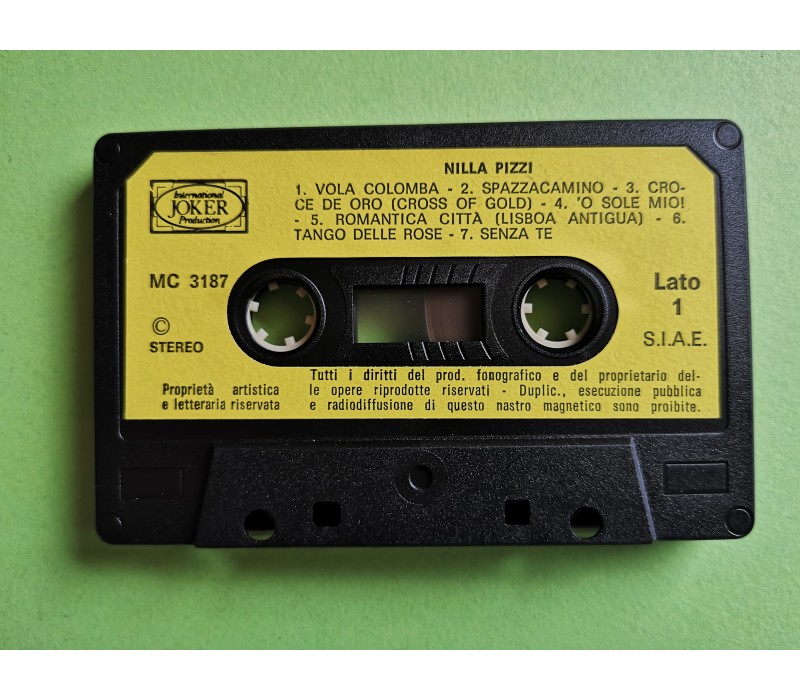 NILLA PIZZI
International
JOKER
Production
1. VOLA COLOMBA - 2. SPAZZACAMINO - 3. CRO-
CE DE ORO (CROSS OF GOLD) - 4. 'O SOLE MIO!
- 5. ROMANTICA CITTÀ (LISBOA ANTIGUA) - 6.
TANGO DELLE ROSE - 7. SENZA TE
MC 3187
Lato
1
©
STEREO
S.I.A.E.
Proprietà artistica
e letteraria riservata
Tutti i diritti del prod. fonografico e del proprietario del-
le opere riprodotte riservati - Duplic., esecuzione pubblica
e radiodiffusione di questo nastro magnetico sono proibite.